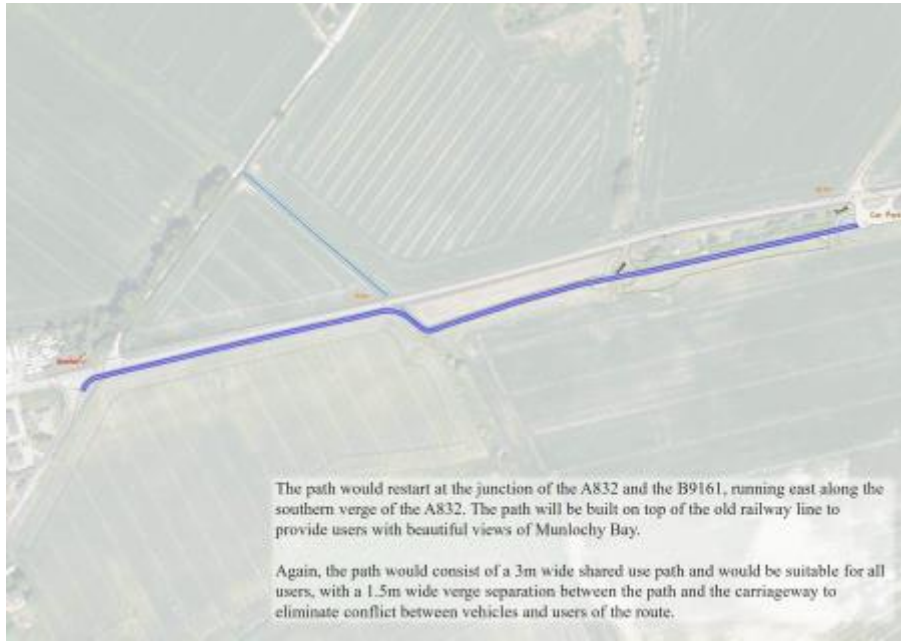 Car Park
The path would restart at the junction of the A832 and the B9161, running east along the
southern verge of the A832. The path will be built on top of the old railway line to
provide users with beautiful views of Munlochy Bay.
Again, the path would consist of a 3m wide shared use path and would be suitable for all
users, with a 1.5m wide verge separation between the path and the carriageway to
eliminate conflict between vehicles and users of the route.